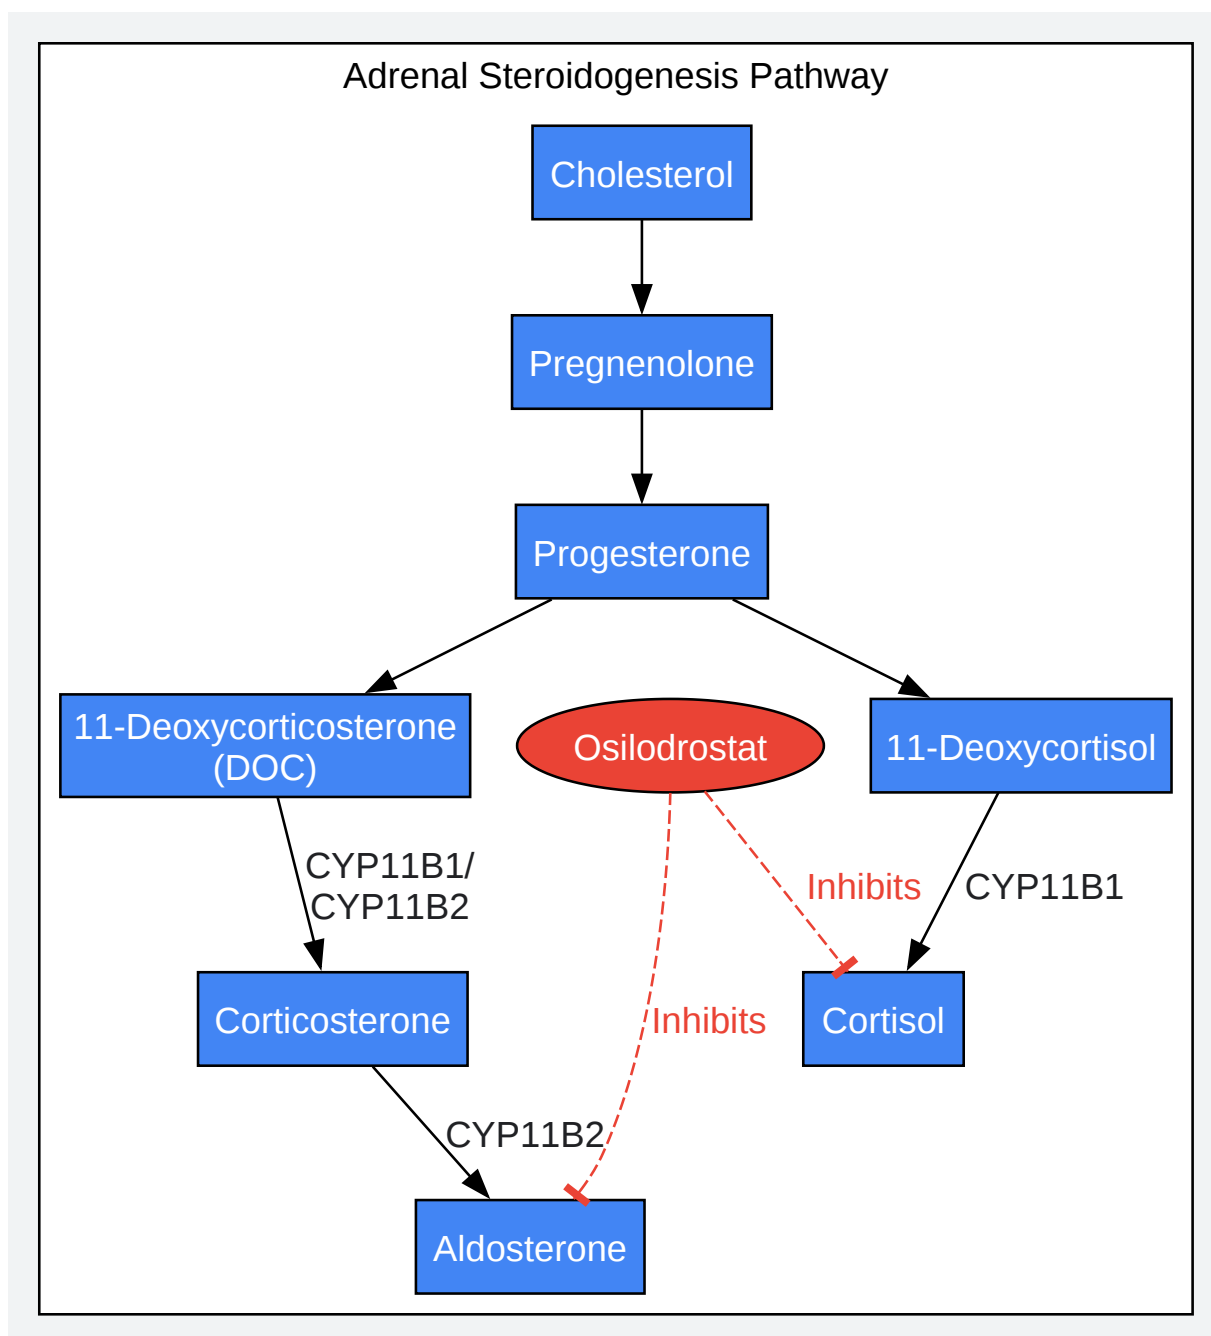 Adrenal Steroidogenesis Pathway
Cholesterol
Pregnenolone
Progesterone
11-Deoxycorticosterone
(DOC)
Osilodrostat
11-Deoxycortisol
CYP11B1/
CYP11B2
Inhibits
CYP11B1
Corticosterone
Inhibits
Cortisol
CYP11B2
Aldosterone